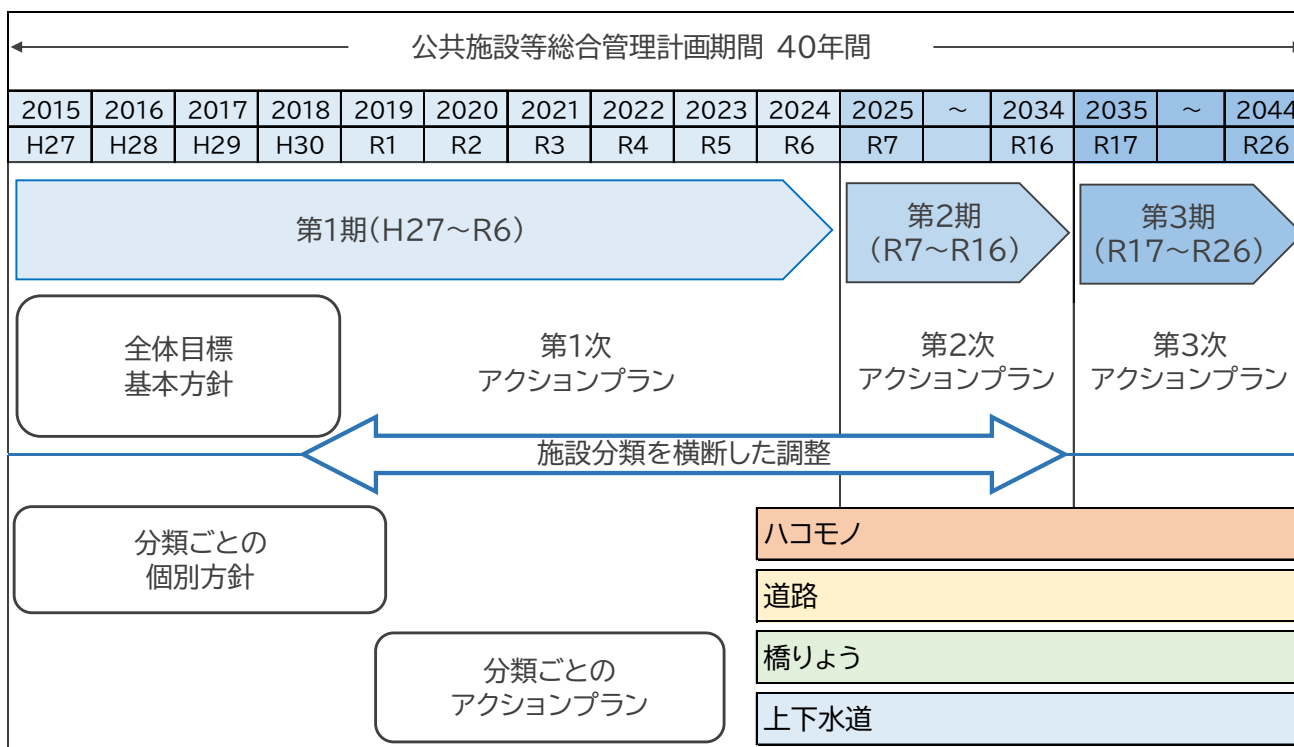 公共施設等総合管理計画期間 40年間
2015 2016 2017 2018 2019 2020 2021 2022 2023 2024 2025 ～ 2034 2035 ～ 2044
H27 H28 H29 H30 R1 R2 R3 R4 R5 R6 R7 R16 R17 R26
第1期(H27～R6)
第2期
(R7～R16)
第3期
(R17～R26)
全体目標
基本方針
第1次
アクションプラン
第2次
アクションプラン
第3次
アクションプラン
施設分類を横断した調整
分類ごとの
個別方針
分類ごとの
アクションプラン
ハコモノ
道路
橋りょう
上下水道